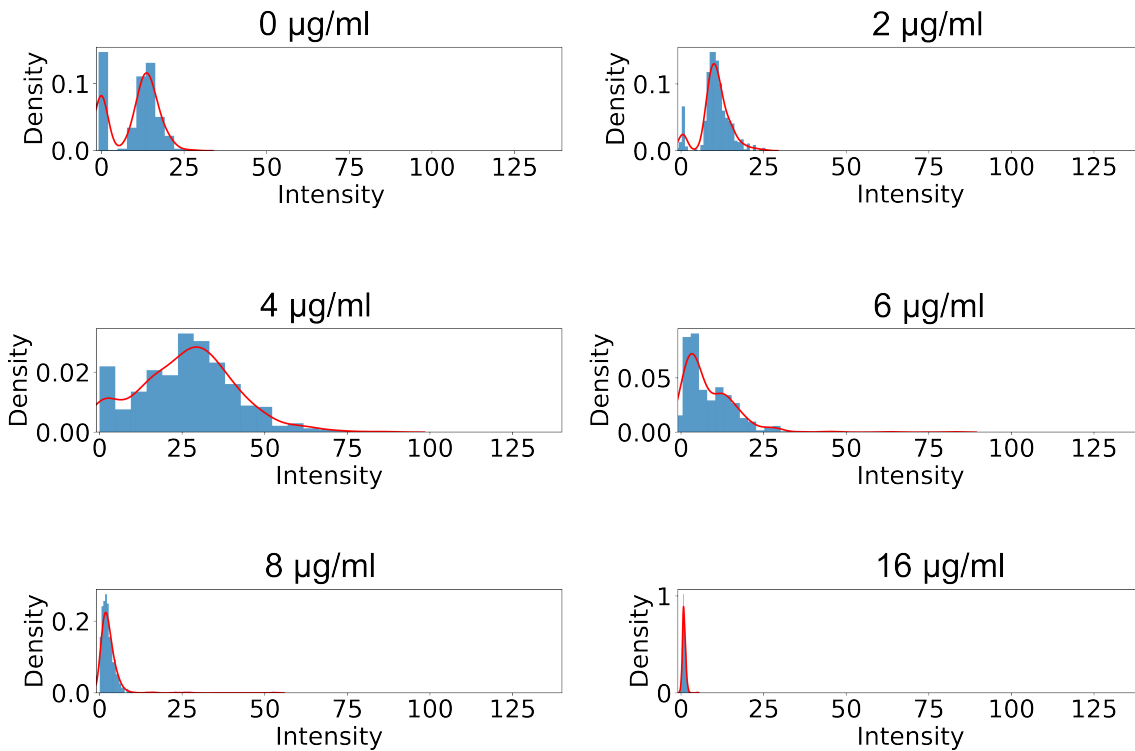 0 µg/ml
2 µg/ml
Density
0.1
0.0
0 25 50 75 100 125
Intensity
Density
0.1
0.0
0 25 50 75 100 125
Intensity
4 µg/ml
6 µg/ml
Density
0.02
0.00
0 25 50 75 100 125
Intensity
Density
0.05
0.00
0 25 50 75 100 125
Intensity
8 µg/ml
16 µg/ml
Density
0.2
0.0
0 25 50 75 100 125
Intensity
Density
1
0
0 25 50 75 100 125
Intensity